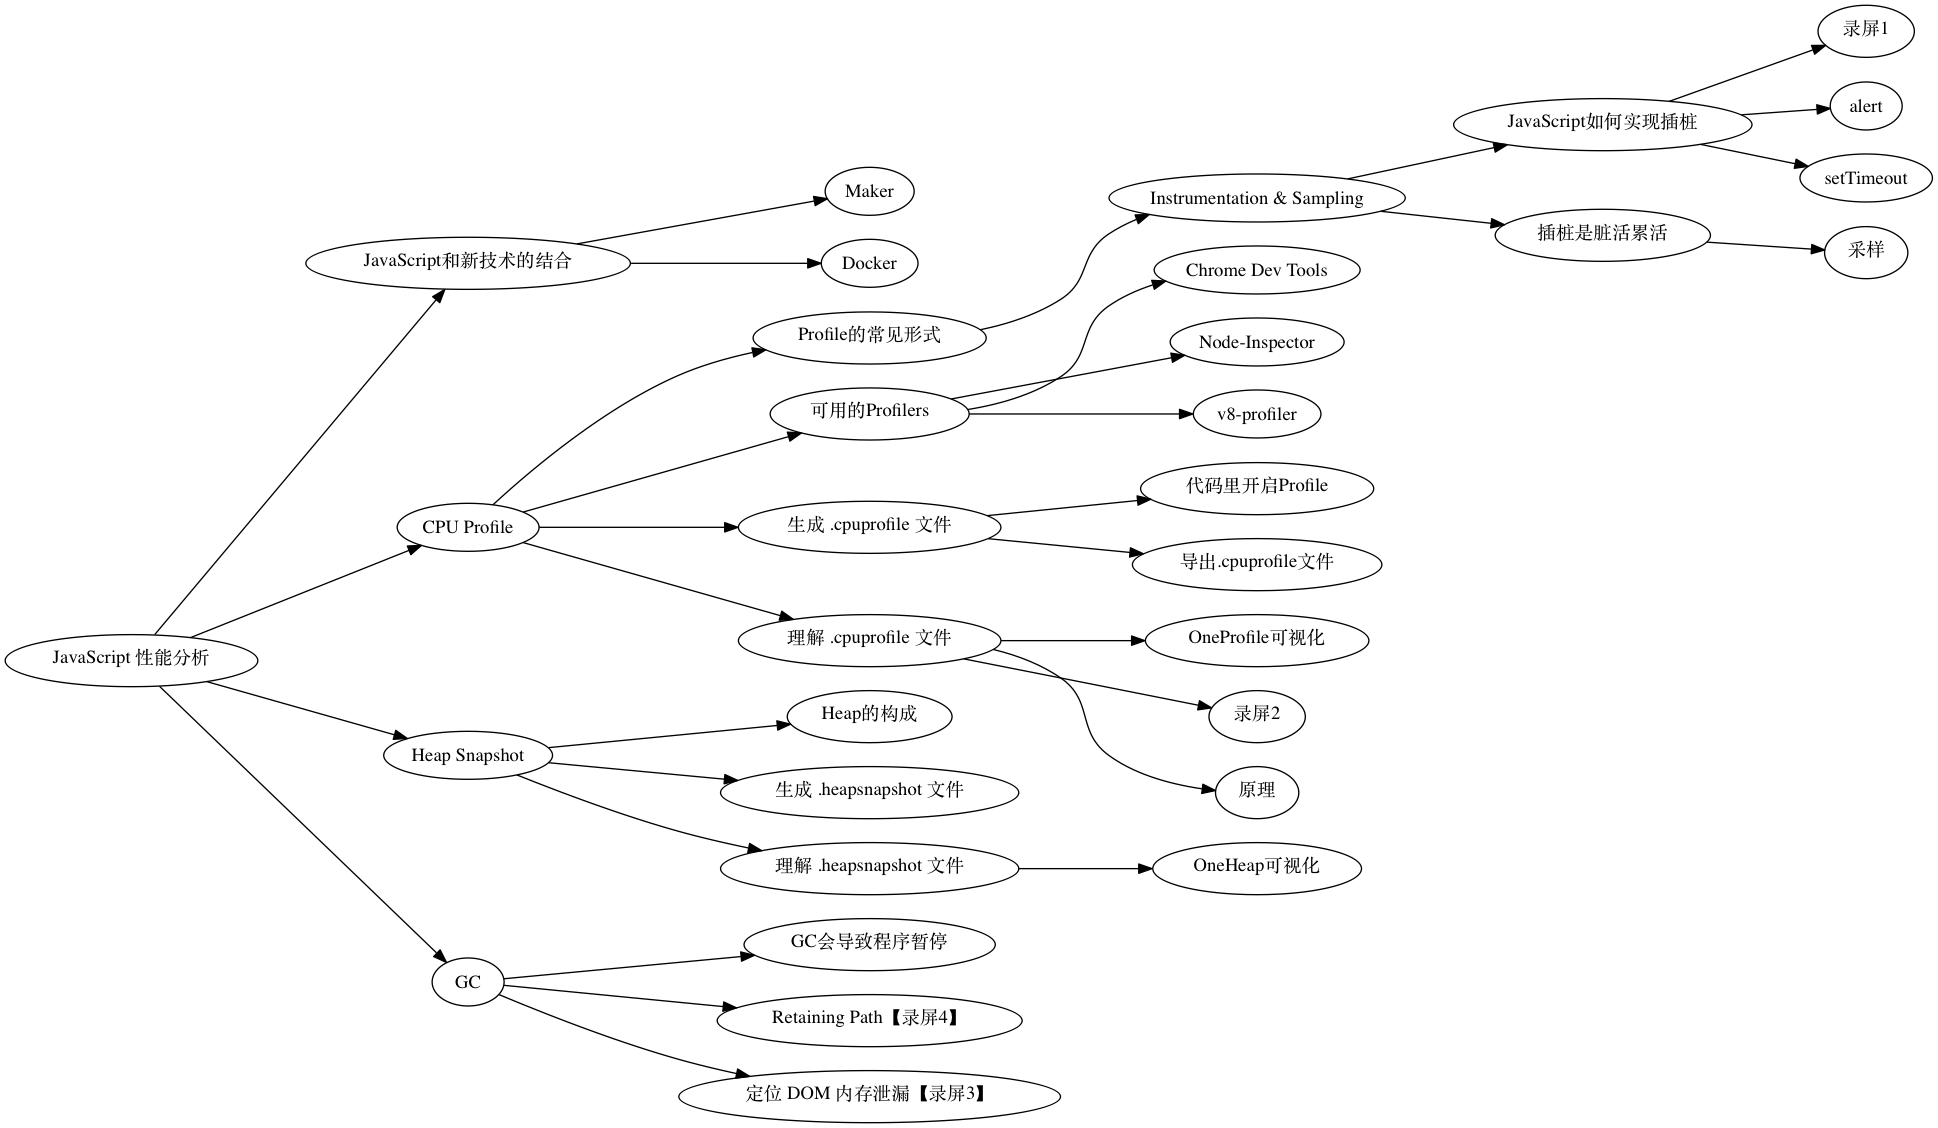 JavaScript 性能分析
JavaScript和新技术的结合
Maker
Docker
CPU Profile
Profile的常见形式
Instrumentation & Sampling
JavaScript如何实现插桩
录屏1
alert
setTimeout
插桩是脏活累活
采样
可用的Profilers
Chrome Dev Tools
Node-Inspector
v8-profiler
生成 .cpuprofile 文件
代码里开启Profile
导出.cpuprofile文件
理解 .cpuprofile 文件
OneProfile可视化
录屏2
原理
Heap Snapshot
Heap的构成
生成 .heapsnapshot 文件
理解 .heapsnapshot 文件
OneHeap可视化
GC
GC会导致程序暂停
Retaining Path【录屏4】
定位 DOM 内存泄漏【录屏3】